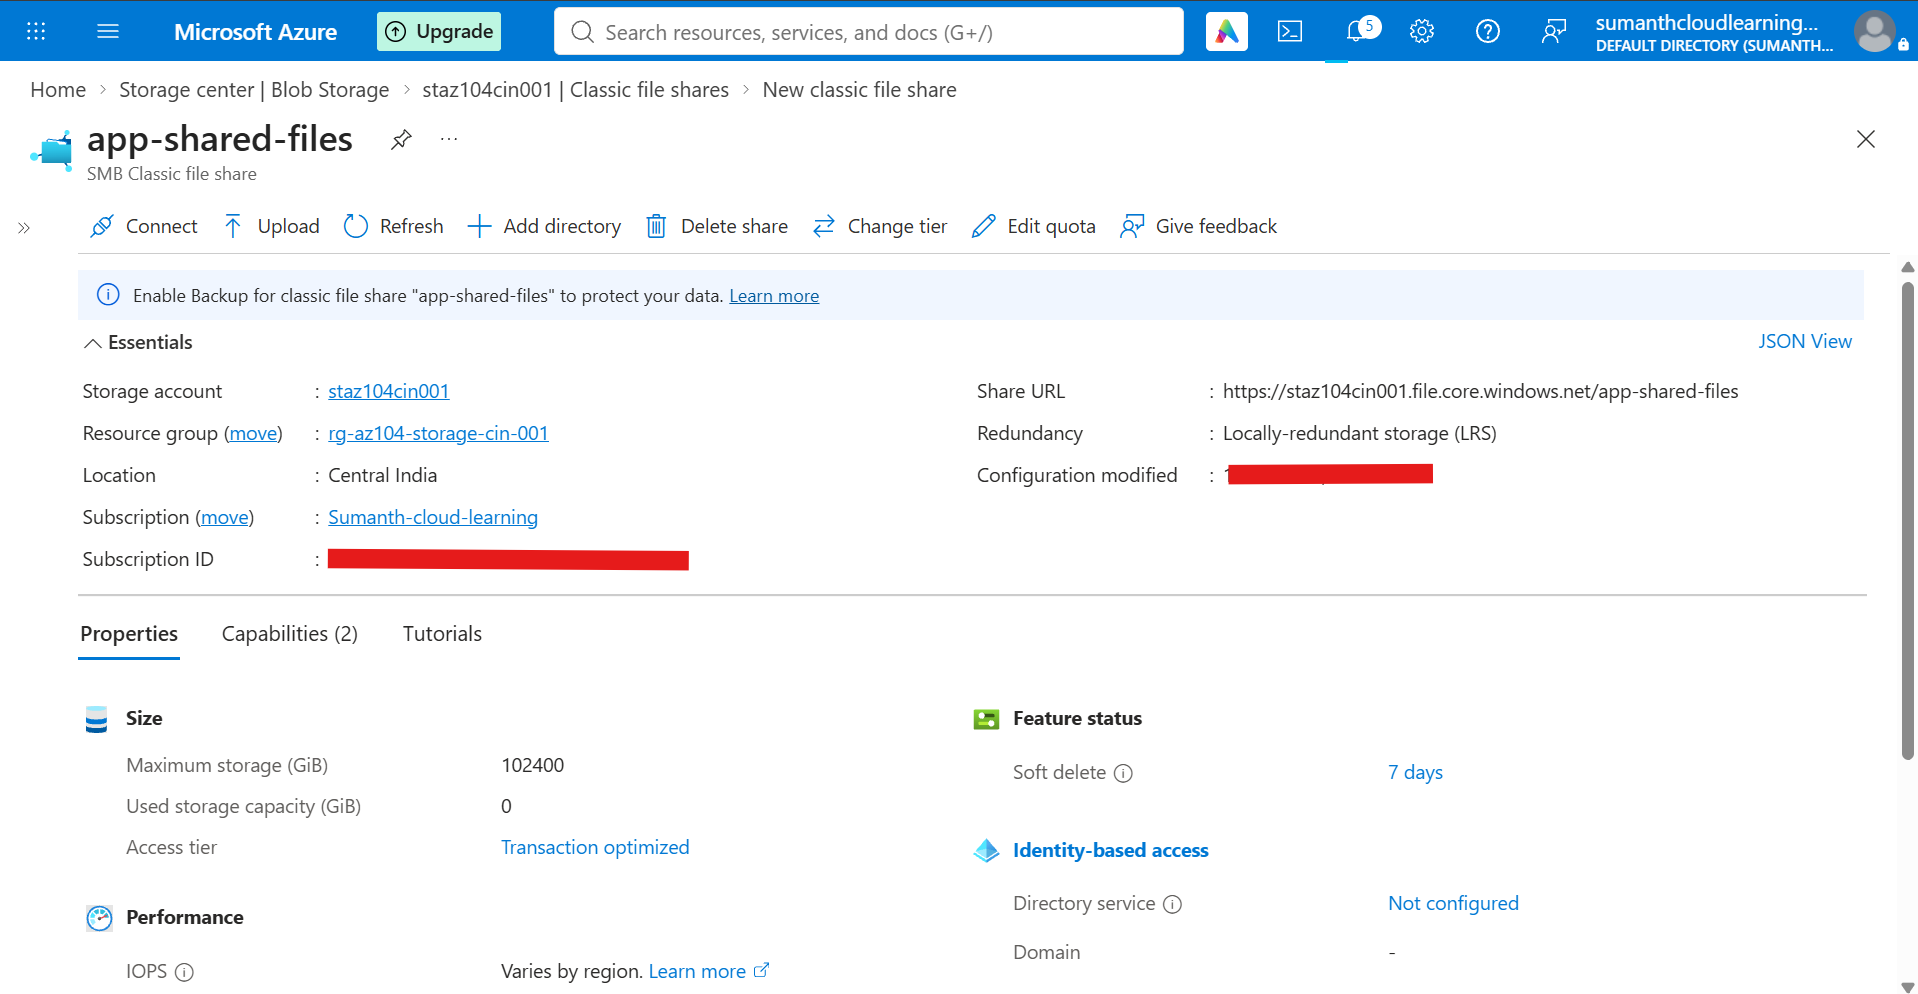 Microsoft Azure
Upgrade
Search resources, services, and docs (G+/)
5
sumanthcloudlearning...
DEFAULT DIRECTORY (SUMANTH...
Home > Storage center | Blob Storage > staz104cin001 | Classic file shares > New classic file share
app-shared-files
...
SMB Classic file share
Connect
Upload
Refresh
Add directory
Delete share
Change tier
Edit quota
Give feedback
Enable Backup for classic file share "app-shared-files" to protect your data. Learn more
Essentials
JSON View
Storage account : staz104cin001
Resource group (move) : rg-az104-storage-cin-001
Location : Central India
Subscription (move) : Sumanth-cloud-learning
Subscription ID :
Share URL : https://staz104cin001.file.core.windows.net/app-shared-files
Redundancy : Locally-redundant storage (LRS)
Configuration modified :
Properties
Capabilities (2)
Tutorials
Size
Maximum storage (GiB) 102400
Used storage capacity (GiB) 0
Access tier Transaction optimized
Performance
IOPS Varies by region. Learn more
Feature status
Soft delete 7 days
Identity-based access
Directory service Not configured
Domain -